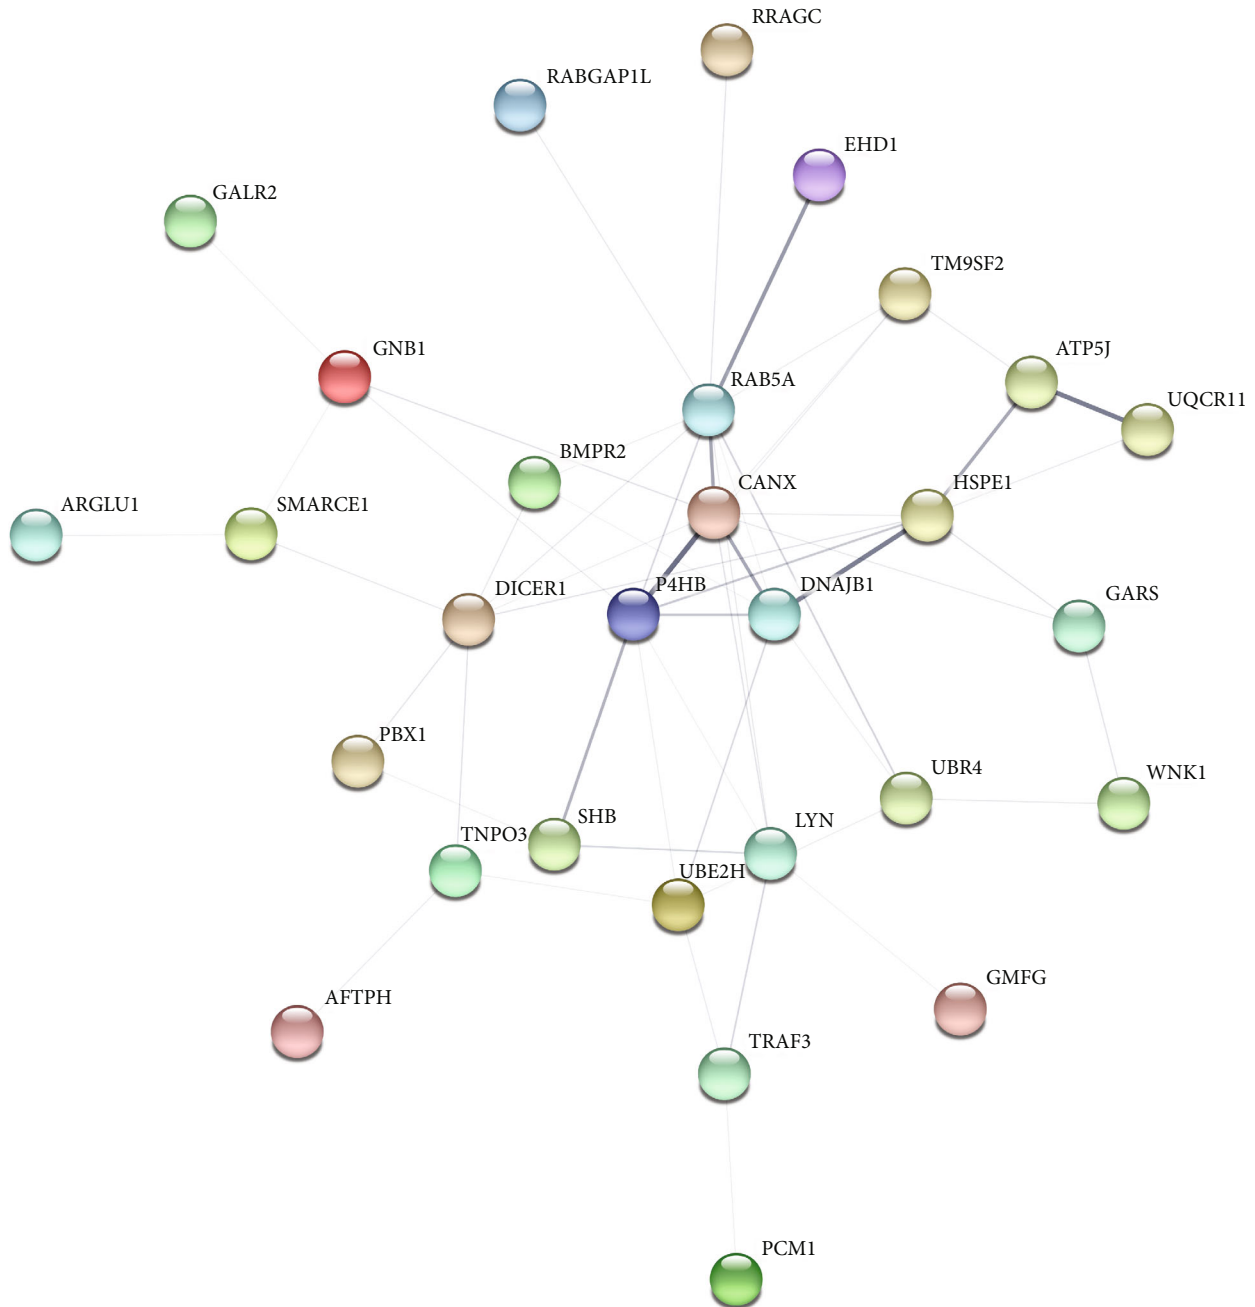 RRAGC
RABGAP1L
EHD1
GALR2
TM9SF2
GNB1
ATP5J
RAB5A
UQCR11
BMPR2
CANX
HSPE1
ARGLU1
SMARCE1
DICER1
P4HB
DNAJB1
GARS
PBX1
UBR4
WNK1
SHB
LYN
TNPO3
UBE2H
AFTPH
GMFG
TRAF3
PCM1